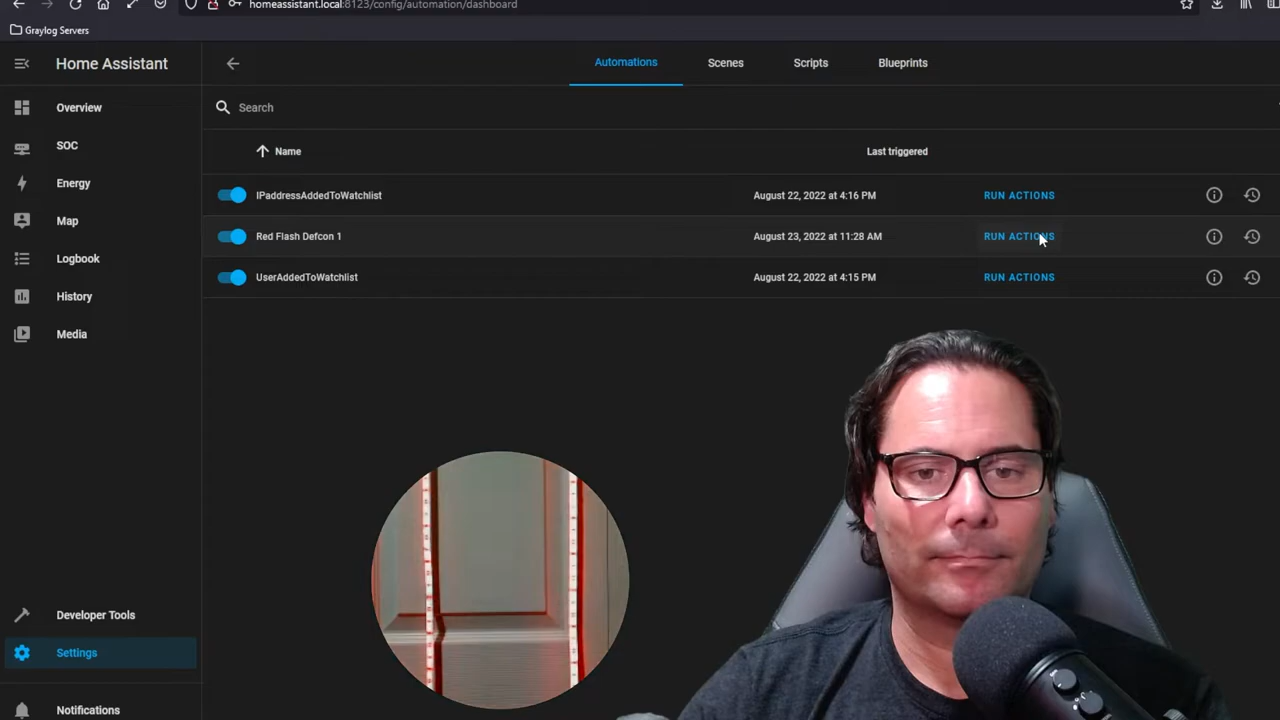 homeassistant.local:8123/config/automation/dashboard
Graylog Servers
Home Assistant
Automations
Scenes
Scripts
Blueprints
Overview
SOC
Energy
Map
Logbook
History
Media
Developer Tools
Settings
Notifications
Search
Name
Last triggered
IPaddressAddedToWatchlist
August 22, 2022 at 4:16 PM
RUN ACTIONS
Red Flash Defcon 1
August 23, 2022 at 11:28 AM
RUN ACTIONS
UserAddedToWatchlist
August 22, 2022 at 4:15 PM
RUN ACTIONS